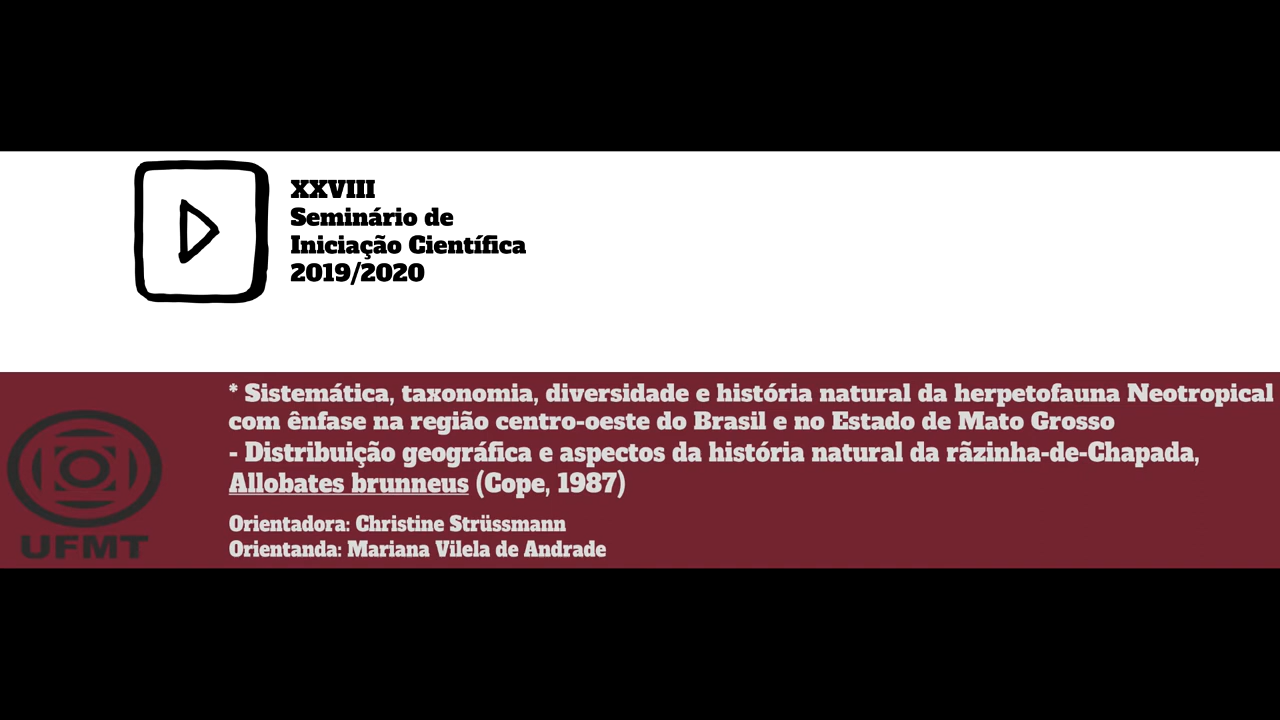 XXVIII
Seminário de
Iniciação Científica
2019/2020
* Sistemática, taxonomia, diversidade e história natural da herpetofauna Neotropical
com ênfase na região centro-oeste do Brasil e no Estado de Mato Grosso
- Distribuição geográfica e aspectos da história natural da rãzinha-de-Chapada,
Allobates brunneus (Cope, 1987)
Orientadora: Christine Strüssmann
Orientanda: Mariana Vilela de Andrade
UFMT